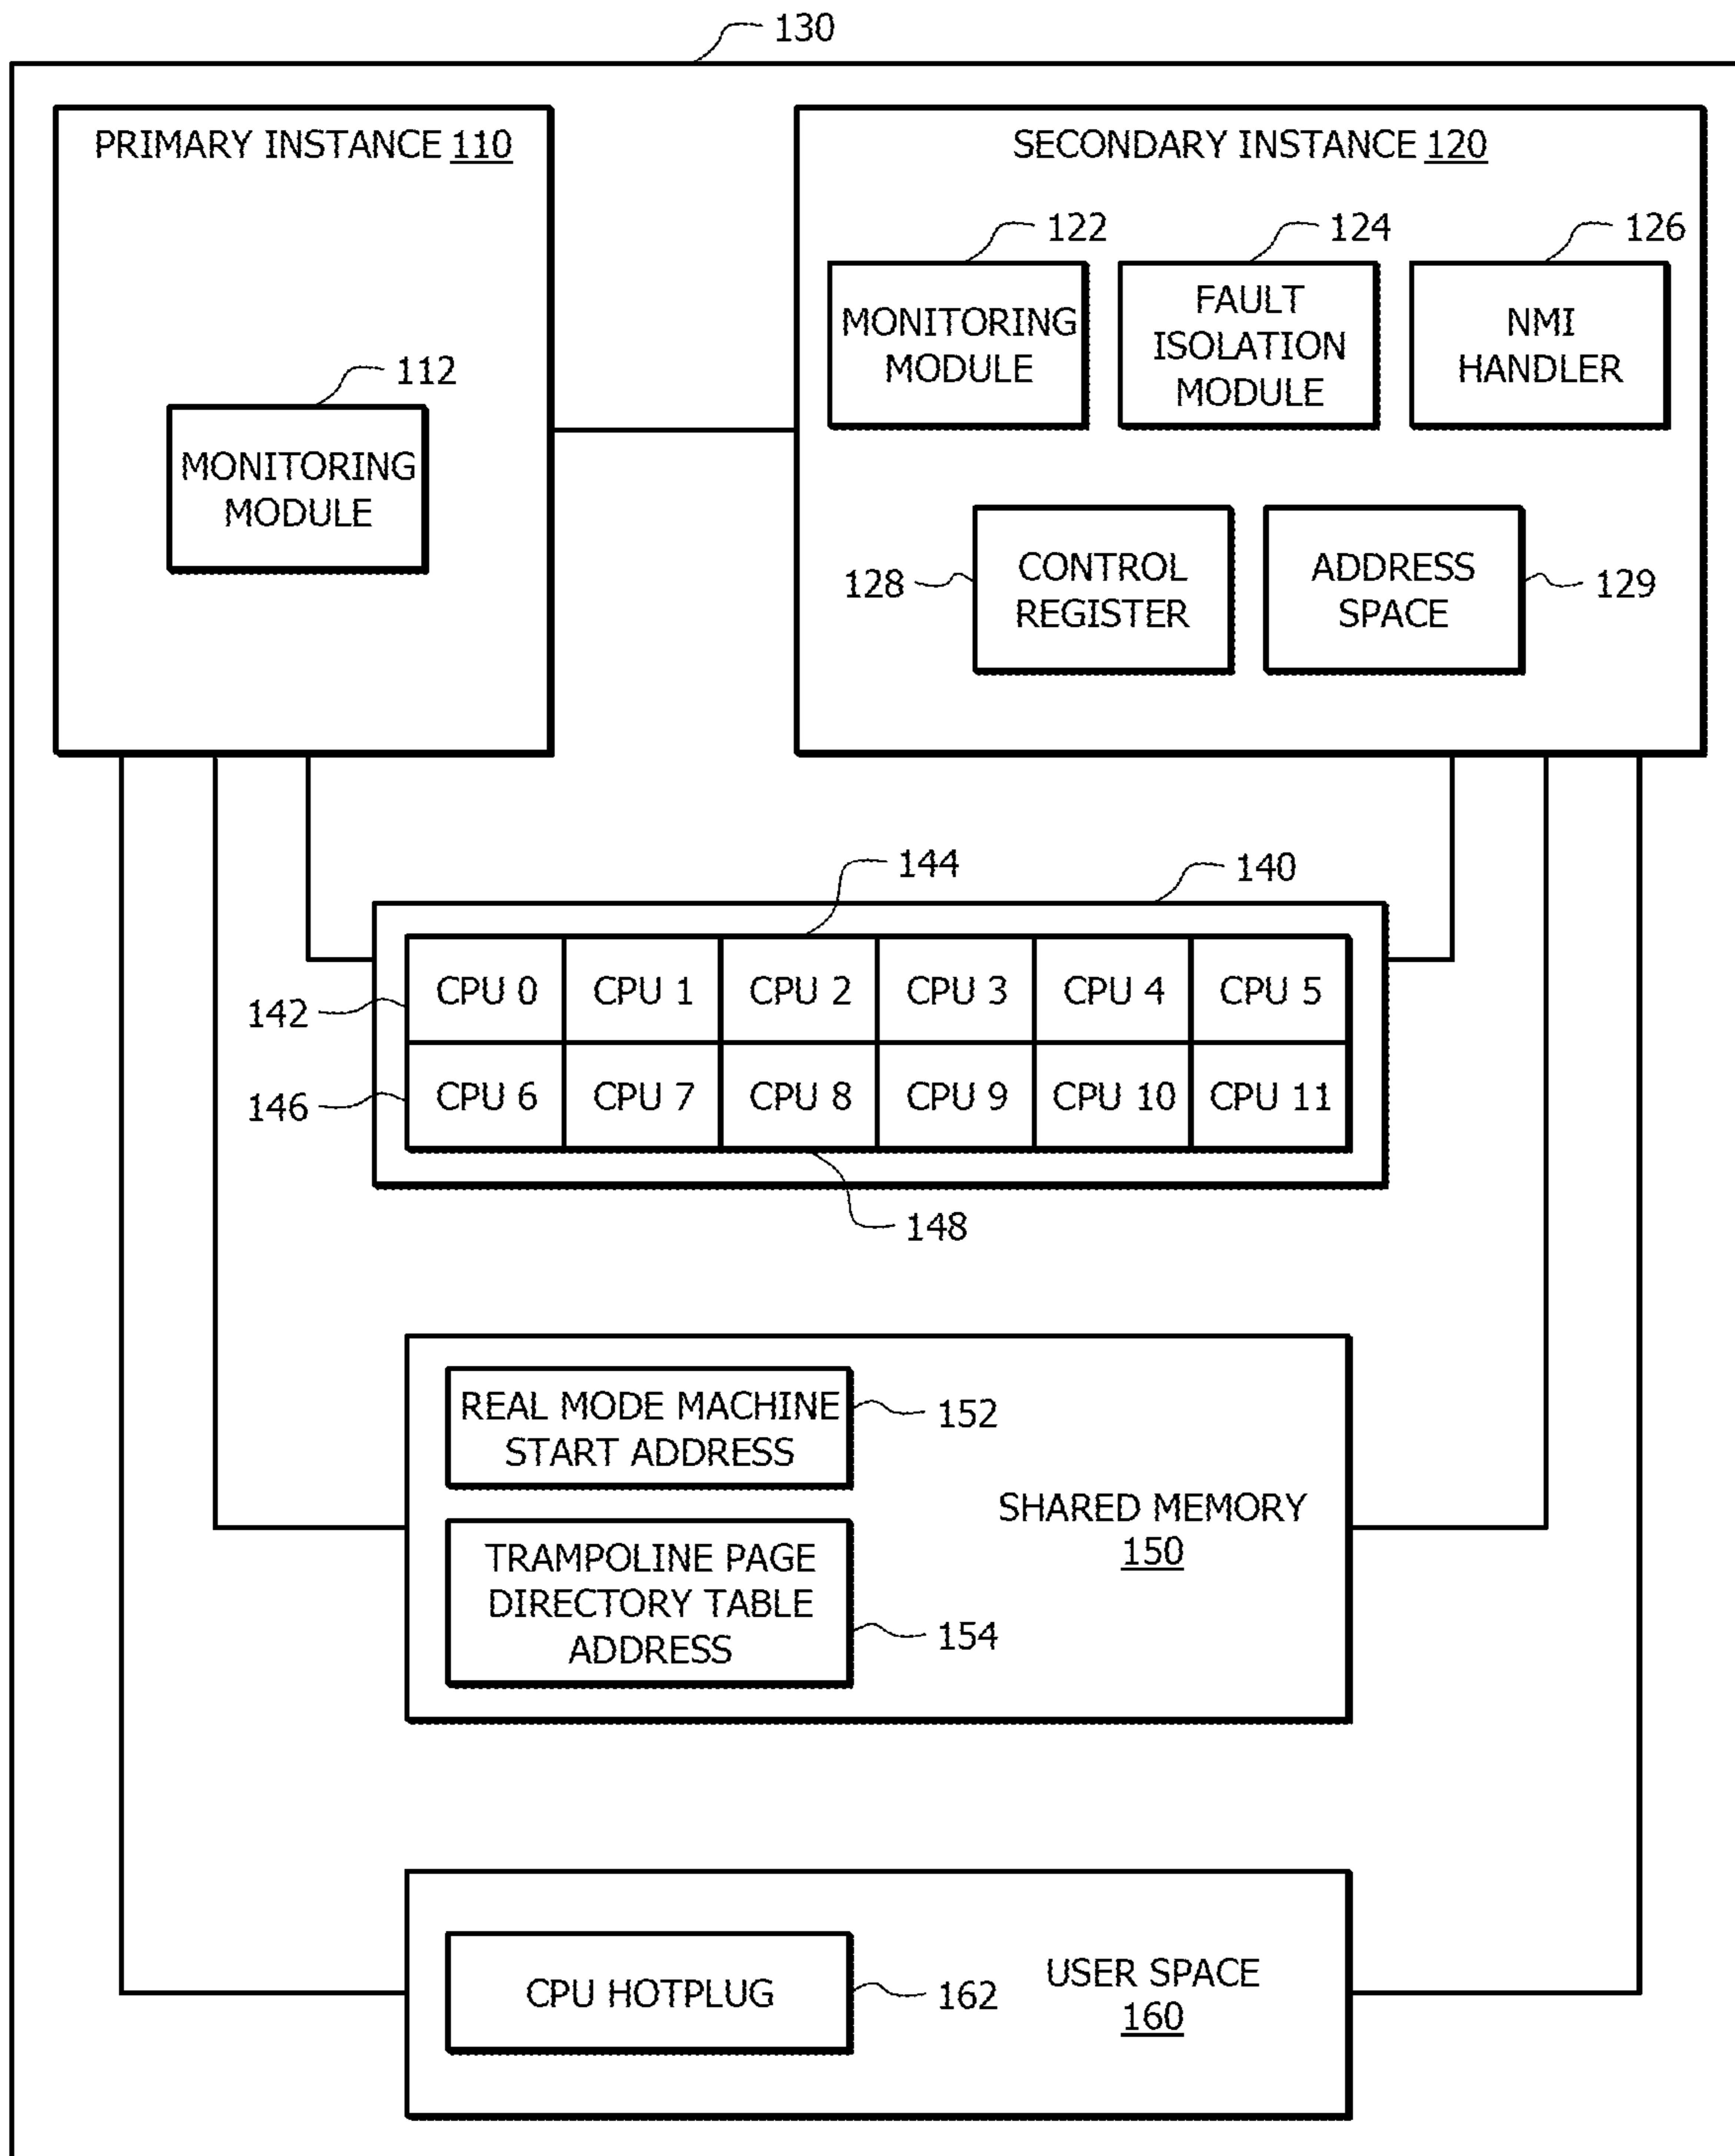 130
PRIMARY INSTANCE 110
SECONDARY INSTANCE 120
122
124
126
MONITORING
MODULE
FAULT
ISOLATION
MODULE
NMI
HANDLER
112
MONITORING
MODULE
128
CONTROL
REGISTER
ADDRESS
SPACE
129
144
140
142
CPU 0 CPU 1 CPU 2 CPU 3 CPU 4 CPU 5
146
CPU 6 CPU 7 CPU 8 CPU 9 CPU 10 CPU 11
148
REAL MODE MACHINE
START ADDRESS
152
SHARED MEMORY
150
TRAMPOLINE PAGE
DIRECTORY TABLE
ADDRESS
154
CPU HOTPLUG
162
USER SPACE
160